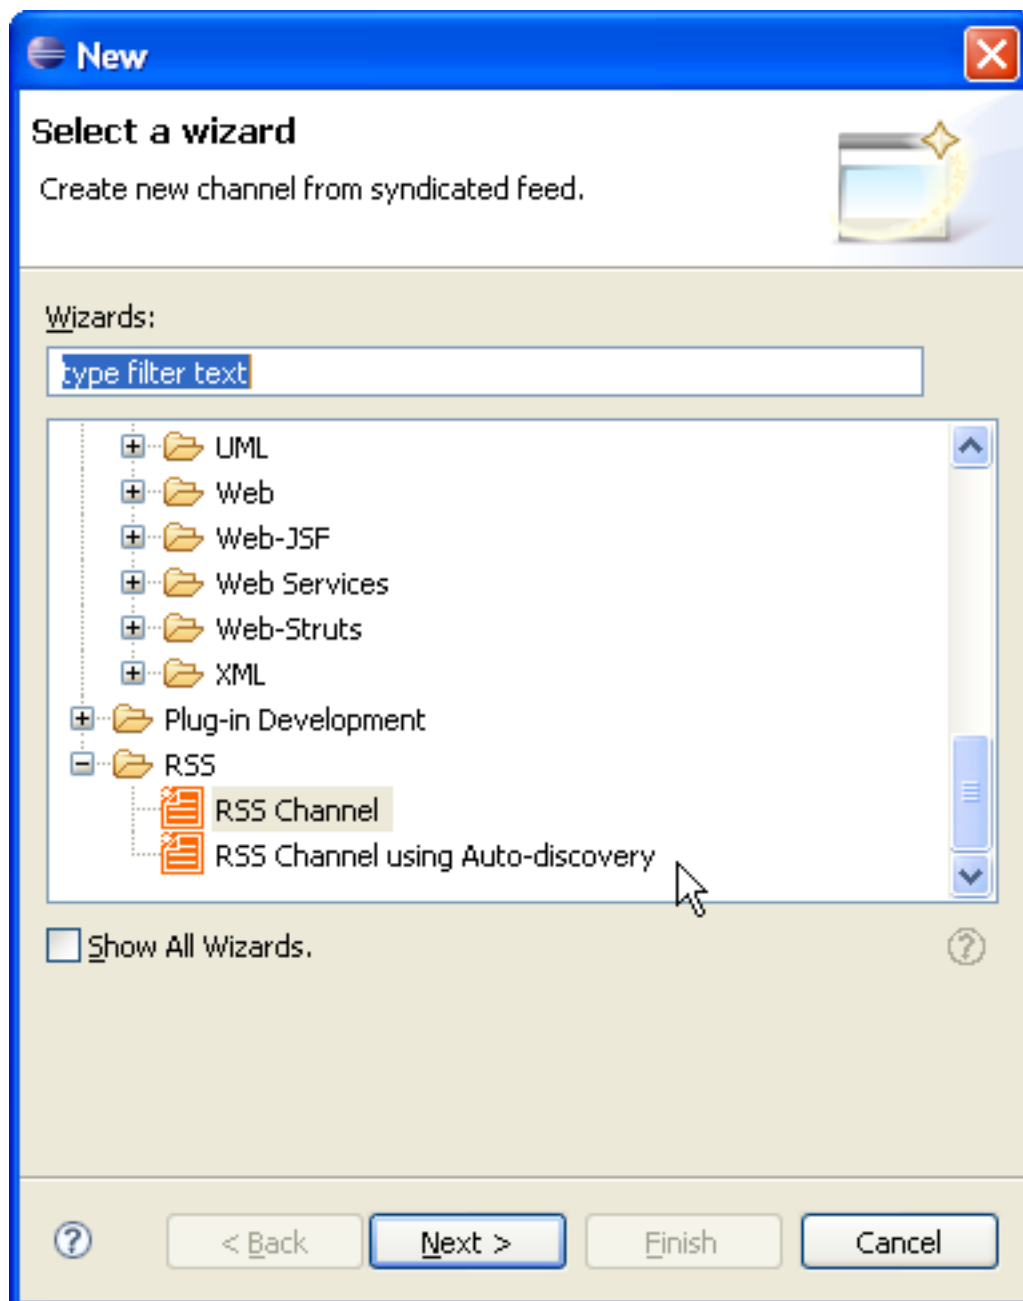 New
Select a wizard
Create new channel from syndicated feed.
Wizards:
type filter text
UML
Web
Web-JSF
Web Services
Web-Struts
XML
Plug-in Development
RSS
RSS Channel
RSS Channel using Auto-discovery
Show All Wizards.
?
? < Back Next > Finish Cancel